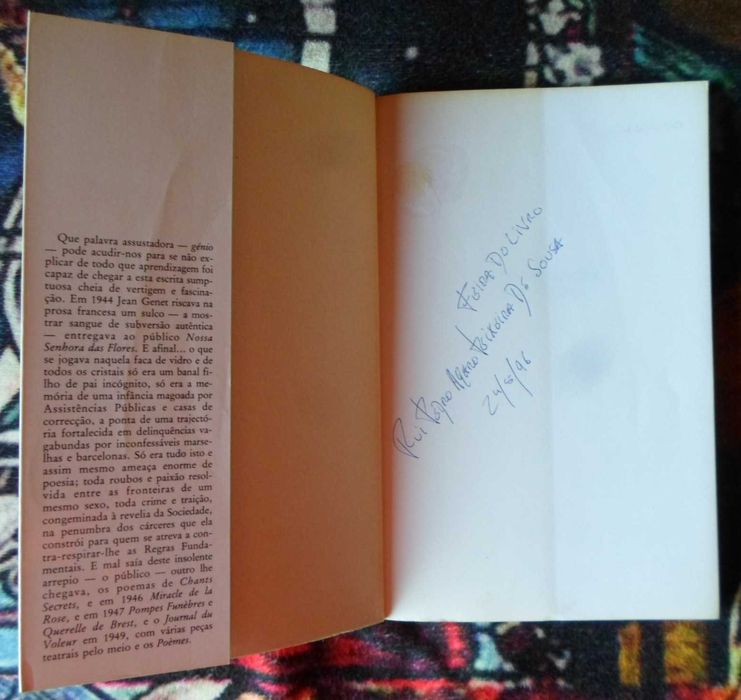 Que palavra assustadora — génio
— pode acudir-nos para se não ex-
plicar de todo que aprendizagem foi
capaz de chegar a esta escrita sump-
tuosa cheia de vertigem e fascina-
ção. Em 1944 Jean Genet riscava na
prosa francesa um sulco — a mos-
trar sangue de subversão autêntica
— entregava ao público Nossa
Senhora das Flores. E afinal... o que
se jogava naquela faca de vidro e de
todos os cristais só era um banal fi-
lho de pai incógnito, só era a me-
mória de uma infância magoada por
Assistências Públicas e casas de
correcção, a ponta de uma trajectó-
ria fortalecida em delinquências va-
gabundas por inconfessáveis marse-
lhas e barcelonas. Só era tudo isto e
assim mesmo ameaça enorme de
poesia; toda roubos e paixão resol-
vida entre as fronteiras de um
mesmo sexo, toda crime e traição,
congeminada à revelia da Sociedade,
na penumbra dos cárceres que ela
constrói para quem se atreva a con-
tra-respirar-lhe as Regras Funda-
mentais. E mal saía deste insolente
arrepio — o público — outro lhe
chegava, os poemas de Chants
Secrets, e em 1946 Miracle de la
Rose, e em 1947 Pompes Funèbres e
Querelle de Brest, e o Journal du
Voleur em 1949, com várias peças
teatrais pelo meio e os Poèmes.
FEIRA DO LIVRO
RUI PEDRO DE SOUSA